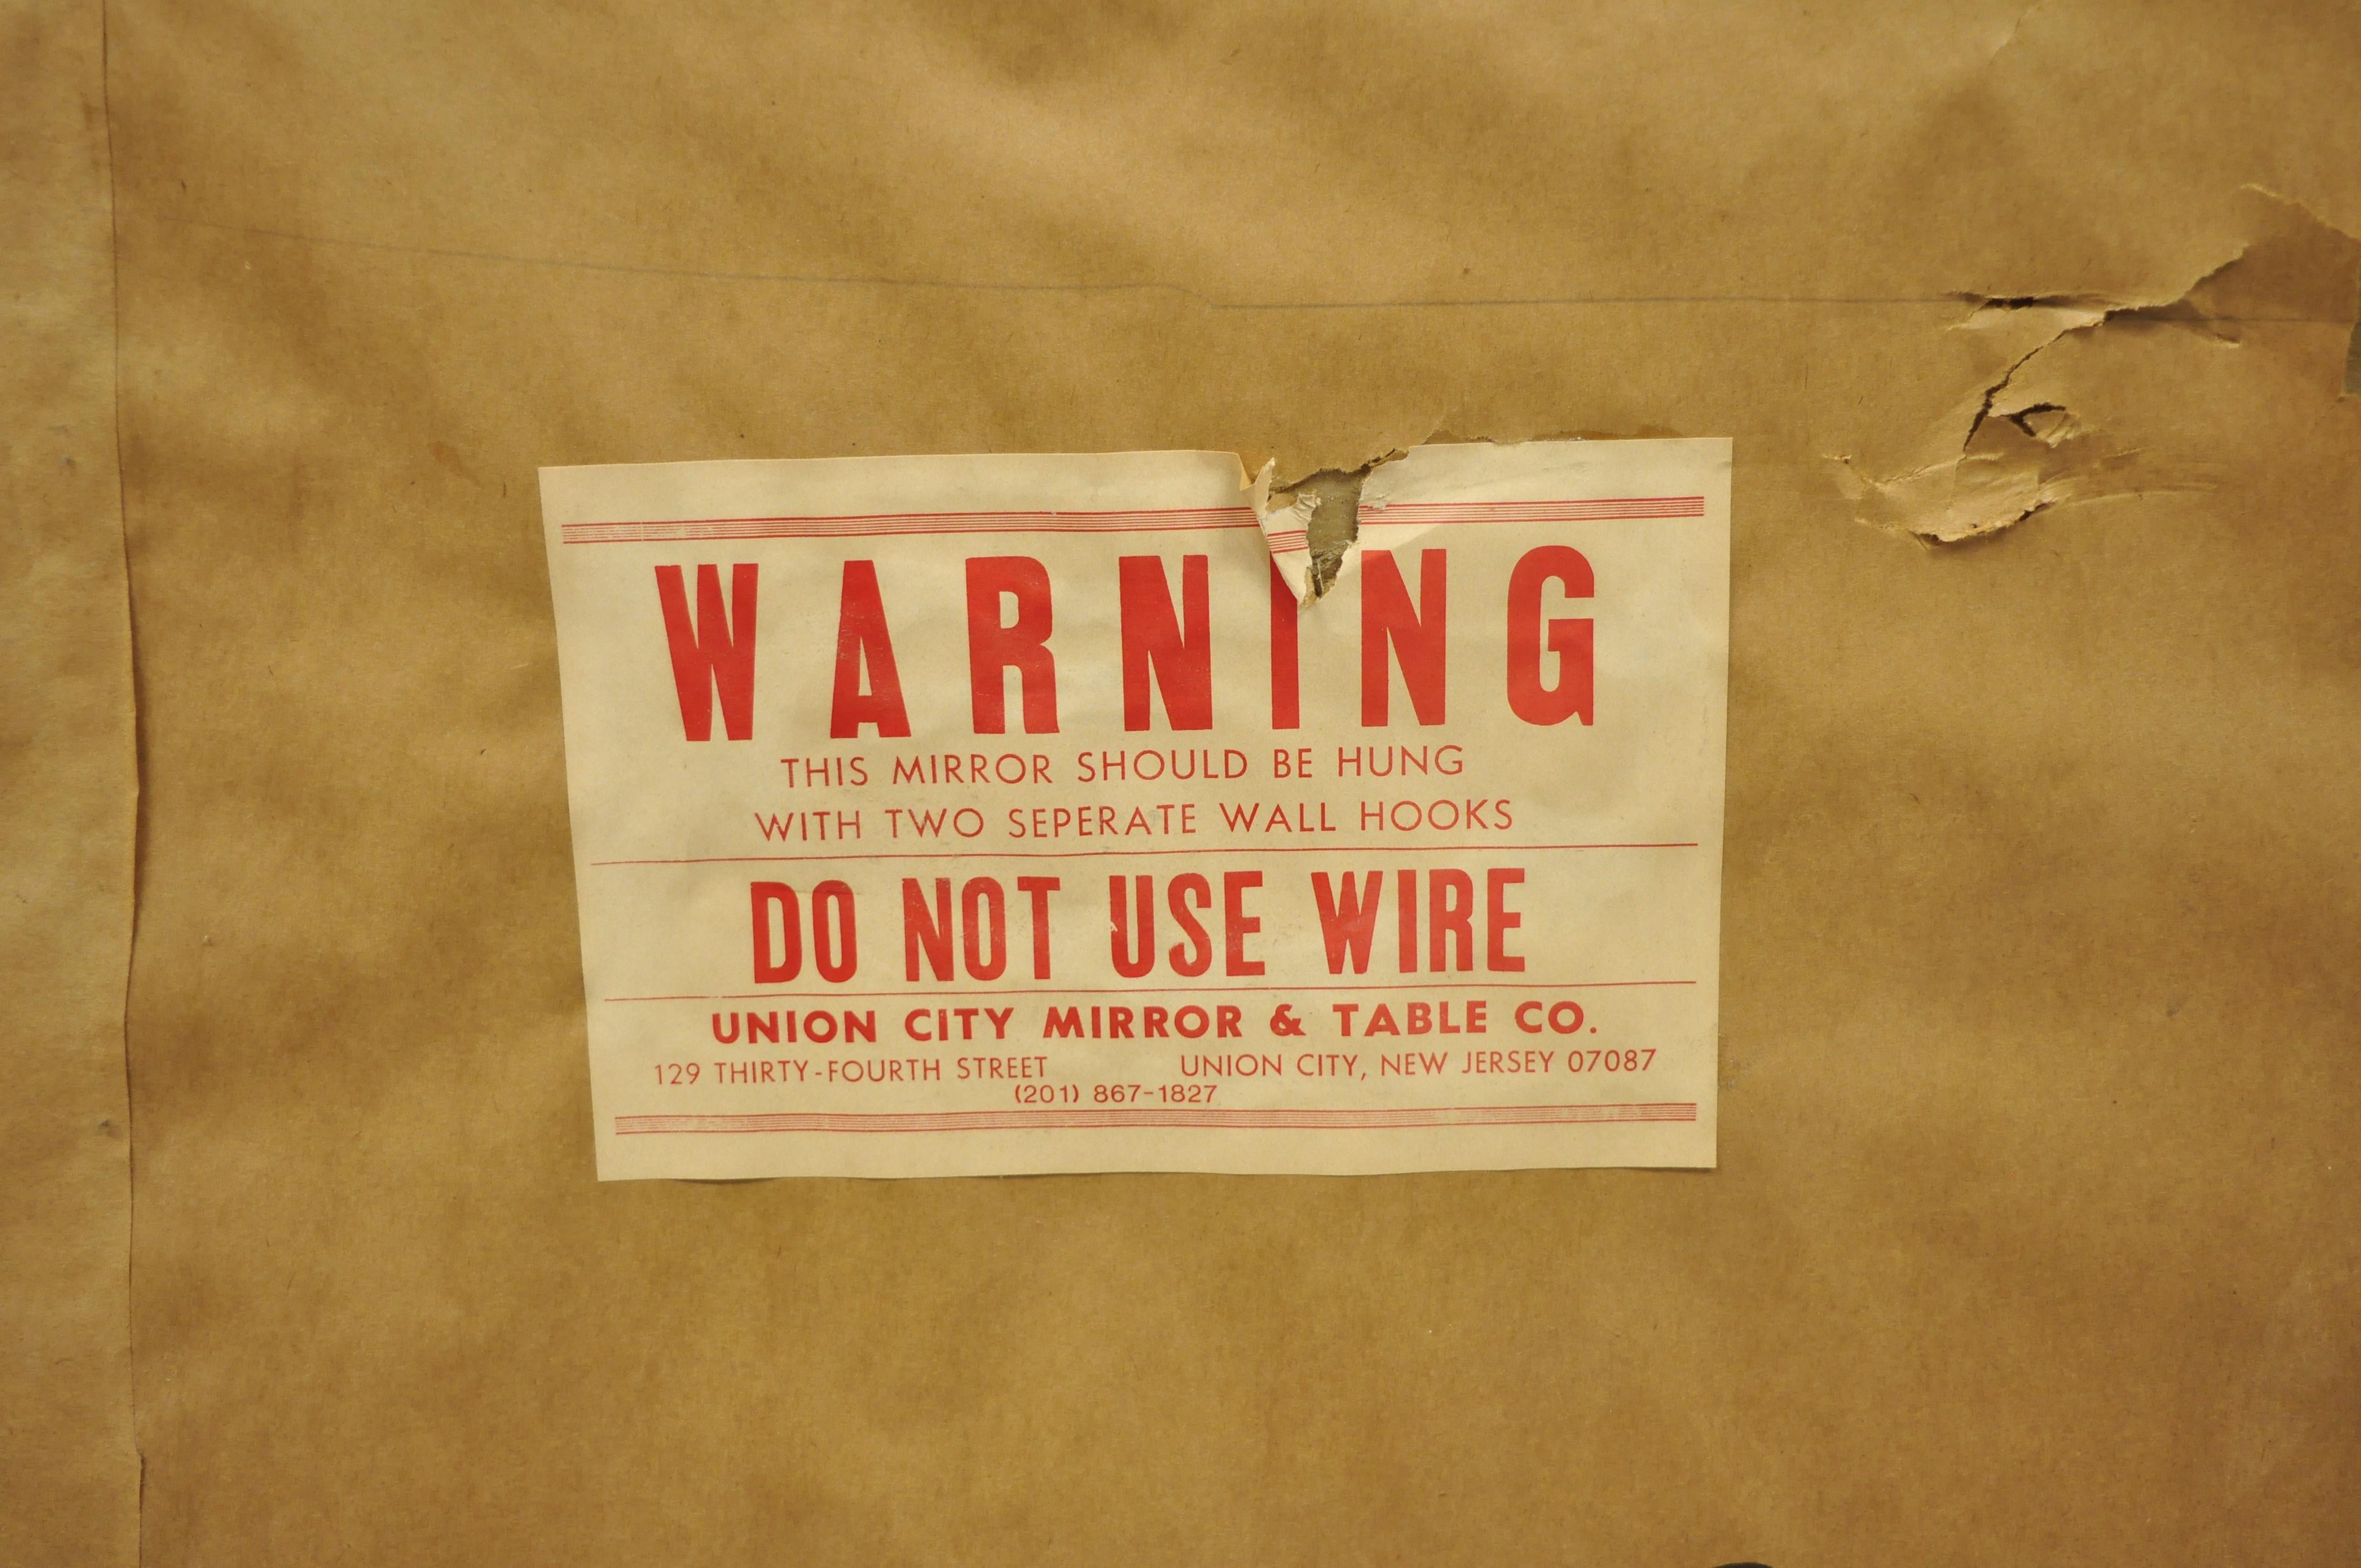 WARNING
THIS MIRROR SHOULD BE HUNG
WITH TWO SEPERATE WALL HOOKS
DO NOT USE WIRE
UNION CITY MIRROR & TABLE CO.
129 THIRTY-FOURTH STREET UNION CITY, NEW JERSEY 07087
(201) 867-1827